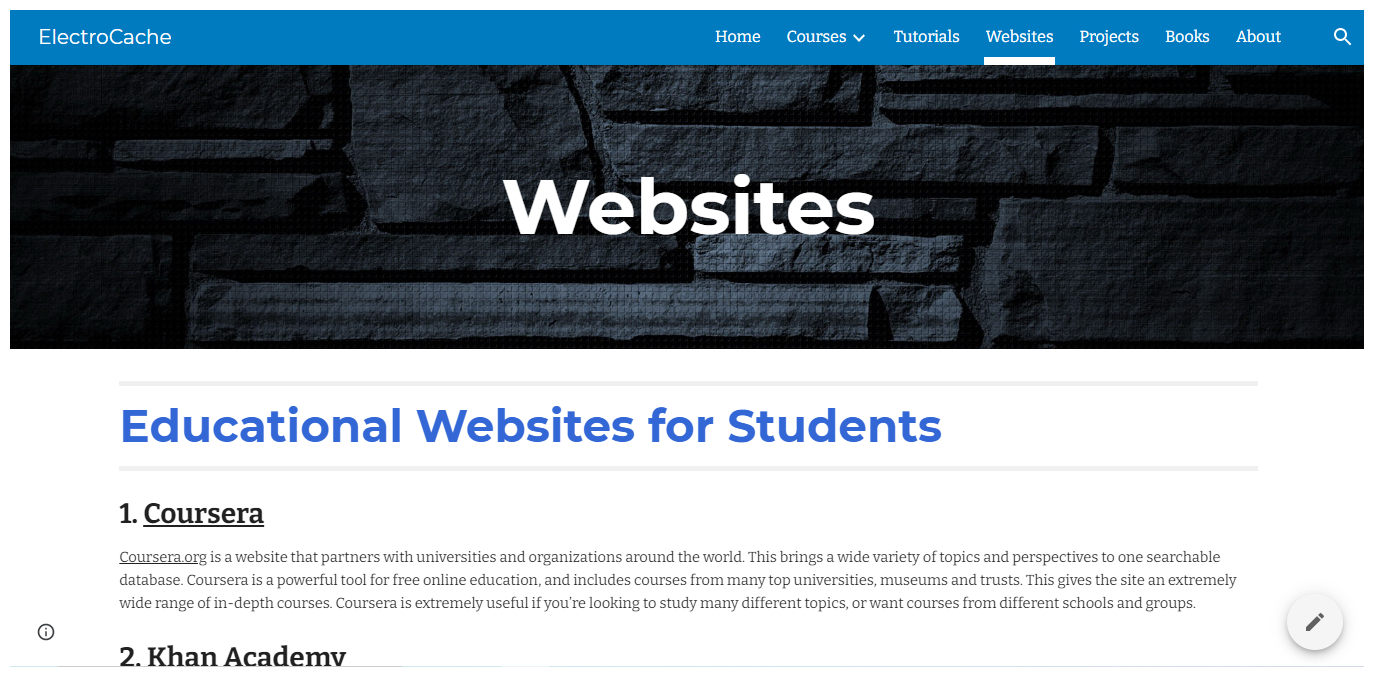 ElectroCache
Home Courses Tutorials Websites Projects Books About
Websites
Educational Websites for Students
1. Coursera
Coursera.org is a website that partners with universities and organizations around the world. This brings a wide variety of topics and perspectives to one searchable
database. Coursera is a powerful tool for free online education, and includes courses from many top universities, museums and trusts. This gives the site an extremely
wide range of in-depth courses. Coursera is extremely useful if you're looking to study many different topics, or want courses from different schools and groups.
2. Khan Academy